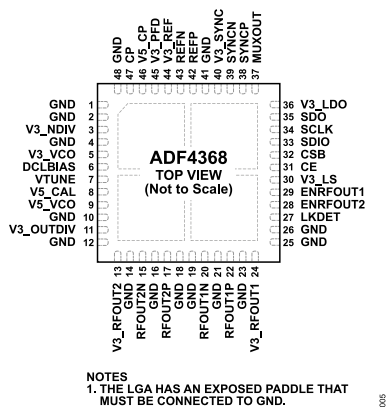 48 GND
47 CP
46 V5_CP
45 V3_PFD
44 V3_REF
43 REFN
42 REFP
41 GND
40 V3_SYNC
39 SYNCN
38 SYNCP
37 MUXOUT
GND 1
GND 2
V3_NDIV 3
GND 4
V3_VCO 5
DCLBIAS 6
VTUNE 7
V5_CAL 8
V5_VCO 9
GND 10
V3_OUTDIV 11
GND 12
ADF4368
TOP VIEW
(Not to Scale)
36 V3_LDO
35 SDO
34 SCLK
33 SDIO
32 CSB
31 CE
30 V3_LS
29 ENRFOUT1
28 ENRFOUT2
27 LKDET
26 GND
25 GND
V3_RFOUT2 13
GND 14
RFOUT2N 15
GND 16
RFOUT2P 17
GND 18
GND 19
RFOUT1N 20
GND 21
RFOUT1P 22
GND 23
V3_RFOUT1 24
NOTES
1. THE LGA HAS AN EXPOSED PADDLE THAT
MUST BE CONNECTED TO GND.
005